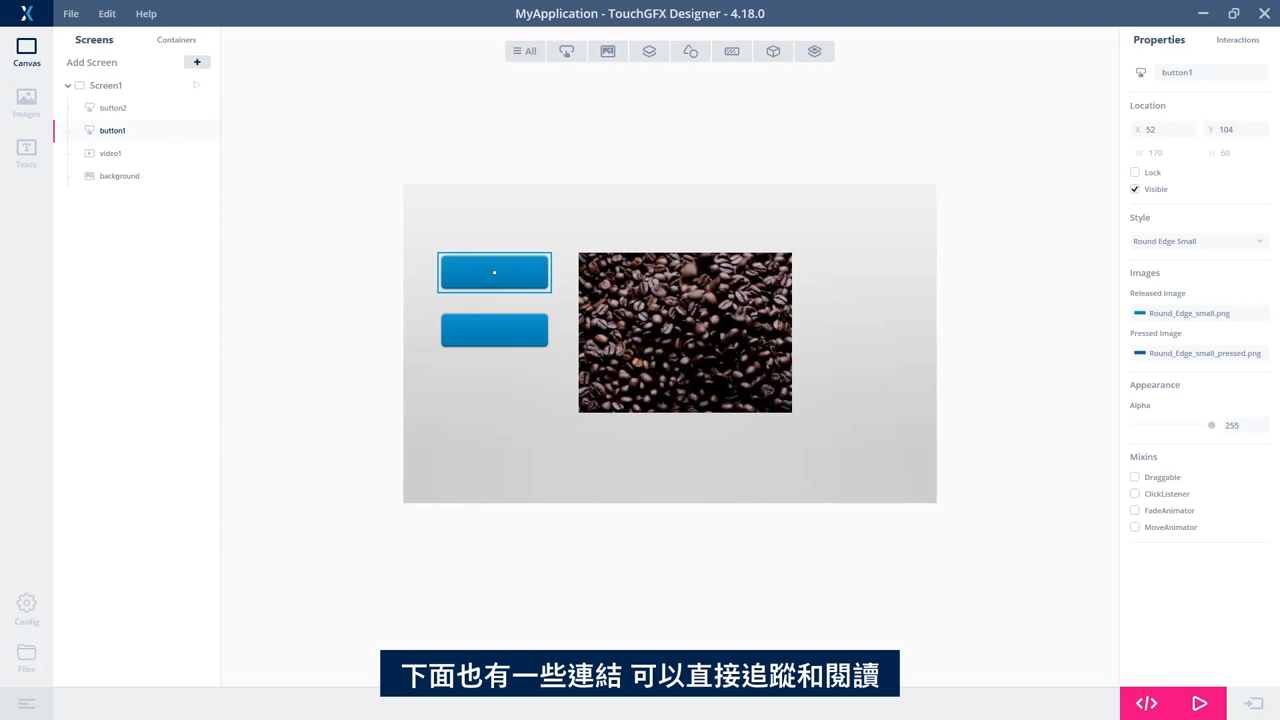 File Edit Help
MyApplication - TouchGFX Designer - 4.18.0
Canvas
Images
Texts
Config
Files
Screens Containers
Add Screen
Screen1
button2
button1
video1
background
All
Properties Interactions
button1
Location
X 52 Y 104
W 170 H 60
Lock
Visible
Style
Round Edge Small
Images
Released Image
Round_Edge_small.png
Pressed Image
Round_Edge_small_pressed.png
Appearance
Alpha
255
Mixins
Draggable
ClickListener
FadeAnimator
MoveAnimator
下面也有一些連結 可以直接追蹤和閱讀